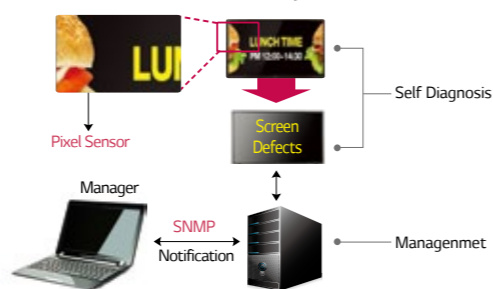 LUI
LUNCH TIME
PM 12:00~14:30
Self Diagnosis
Pixel Sensor
Screen
Defects
Manager
SNMP
Notification
Managenmet